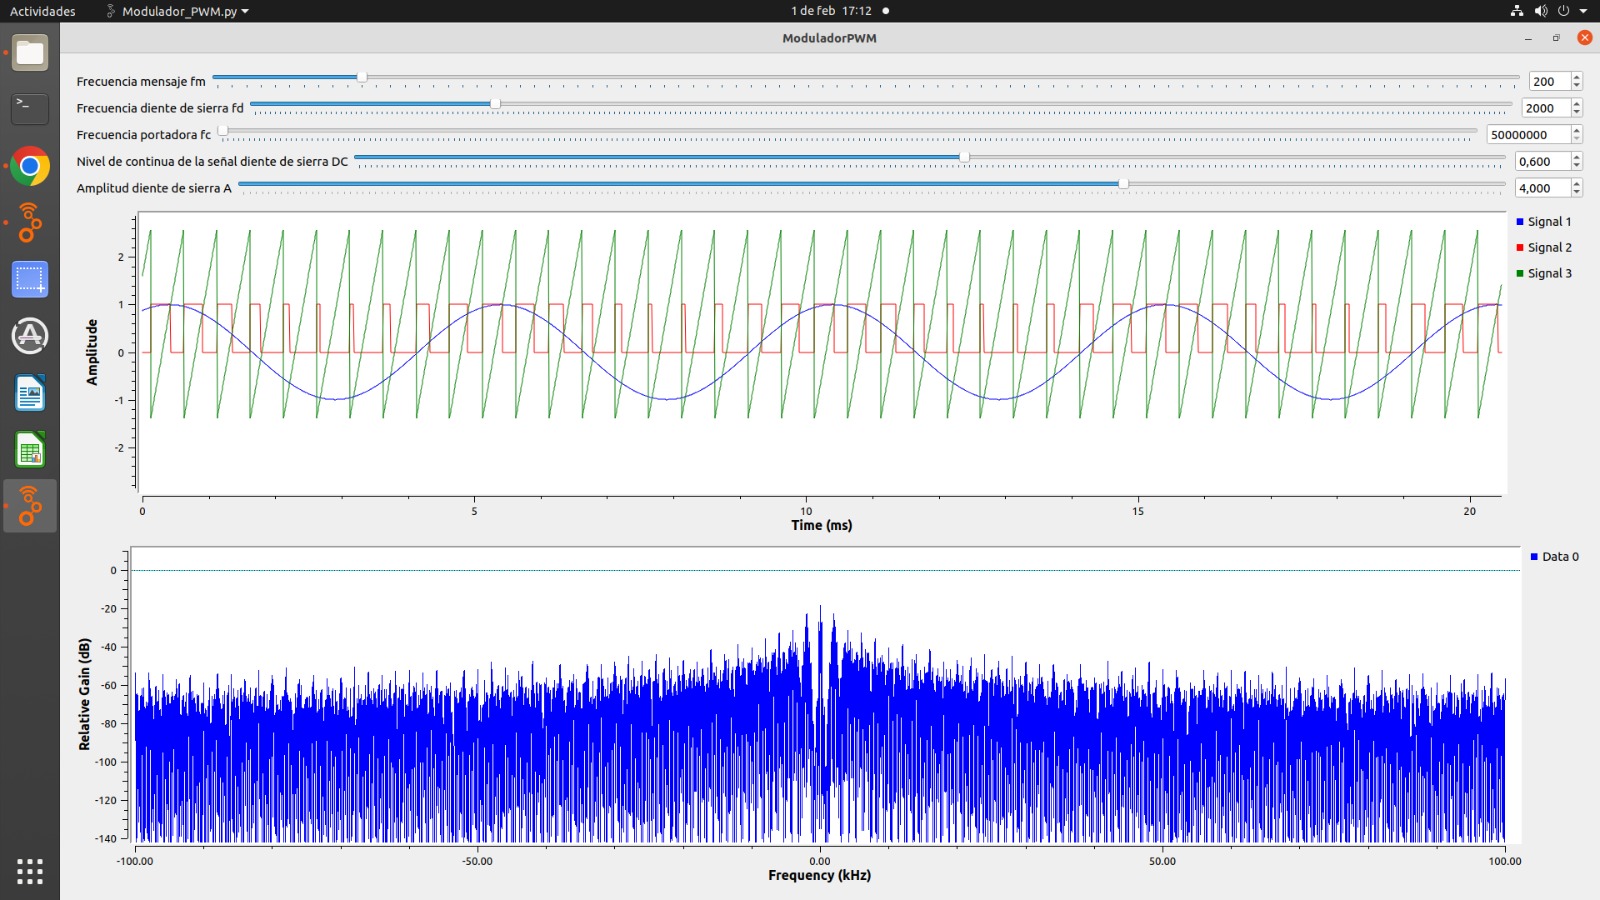 Actividades Modulador_PWM.py 1 de feb 17:12
ModuladorPWM
Frecuencia mensaje fm 200
Frecuencia diente de sierra fd 2000
Frecuencia portadora fc 50000000
Nivel de continua de la señal diente de sierra DC 0,600
Amplitud diente de sierra A 4,000
Signal 1
Signal 2
Signal 3
2
1
0
-1
-2
Amplitude
0 5 10 15 20
Time (ms)
Data 0
0
-20
-40
-60
-80
-100
-120
-140
Relative Gain (dB)
-100.00 -50.00 0.00 50.00 100.00
Frequency (kHz)